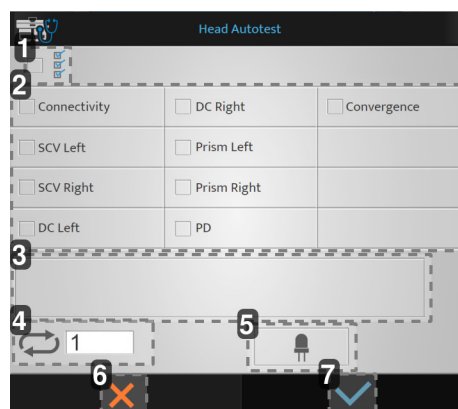 Head Autotest
1
2
Connectivity DC Right Convergence
SCV Left Prism Left
SCV Right Prism Right
DC Left PD
3
4
1
5
6
7